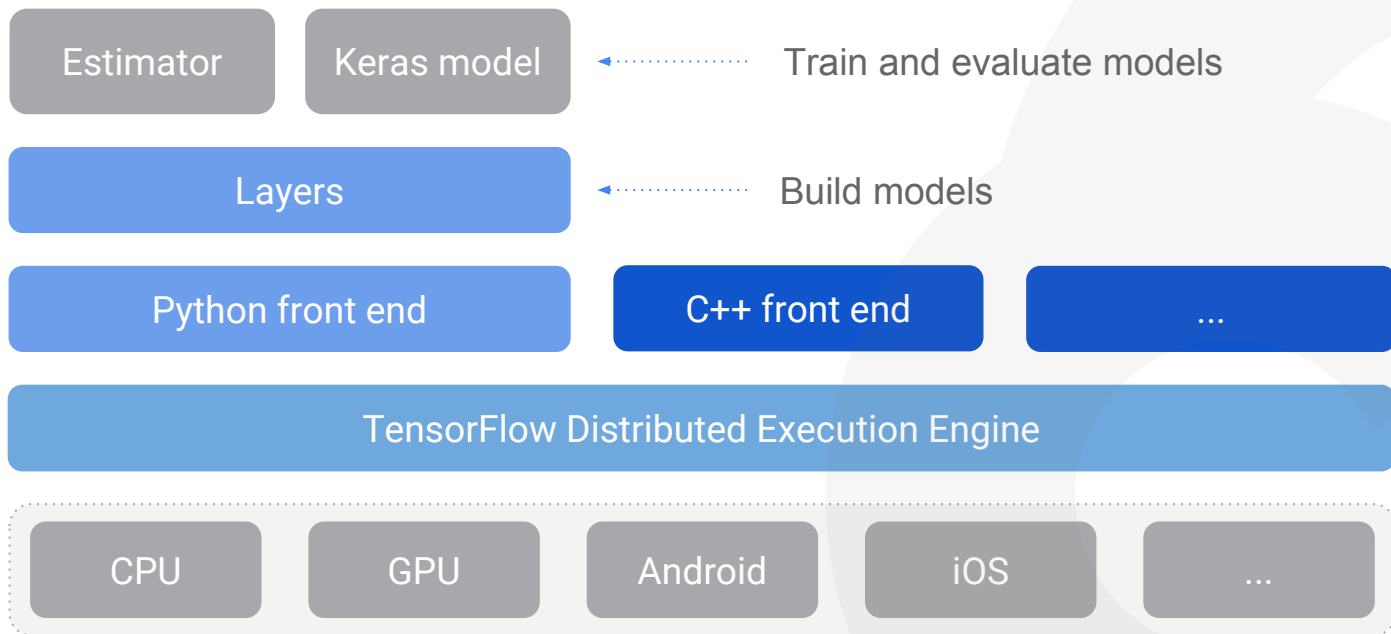 Estimator
Keras model
Train and evaluate models
Layers
Build models
Python front end
C++ front end
...
TensorFlow Distributed Execution Engine
CPU
GPU
Android
iOS
...